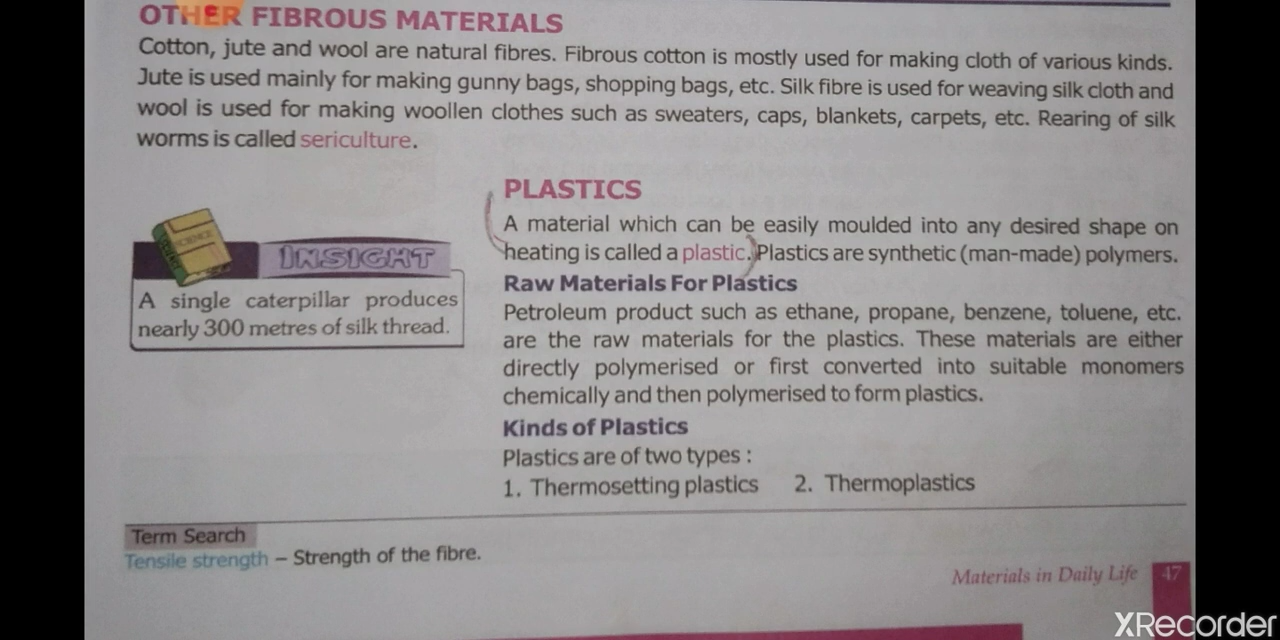 OTHER FIBROUS MATERIALS
Cotton, jute and wool are natural fibres. Fibrous cotton is mostly used for making cloth of various kinds.
Jute is used mainly for making gunny bags, shopping bags, etc. Silk fibre is used for weaving silk cloth and
wool is used for making woollen clothes such as sweaters, caps, blankets, carpets, etc. Rearing of silk
worms is called sericulture.
SCIENCE
INSIGHT
A single caterpillar produces
nearly 300 metres of silk thread.
PLASTICS
A material which can be easily moulded into any desired shape on
heating is called a plastic. Plastics are synthetic (man-made) polymers.
Raw Materials For Plastics
Petroleum product such as ethane, propane, benzene, toluene, etc.
are the raw materials for the plastics. These materials are either
directly polymerised or first converted into suitable monomers
chemically and then polymerised to form plastics.
Kinds of Plastics
Plastics are of two types :
1. Thermosetting plastics 2. Thermoplastics
Term Search
Tensile strength – Strength of the fibre.
Materials in Daily Life 47
XRecorder